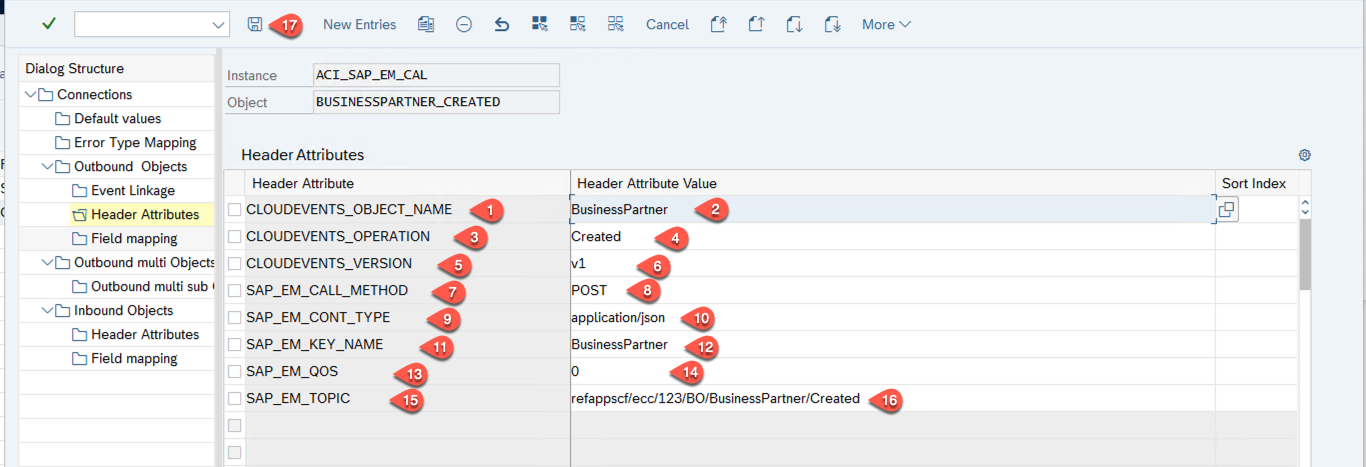 17 New Entries Cancel More
Dialog Structure
Connections
Default values
Error Type Mapping
Outbound Objects
Event Linkage
Header Attributes
Field mapping
Outbound multi Objects
Outbound multi sub
Inbound Objects
Header Attributes
Field mapping
Instance ACI_SAP_EM_CAL
Object BUSINESSPARTNER_CREATED
Header Attributes
Header Attribute Header Attribute Value Sort Index
CLOUDEVENTS_OBJECT_NAME 1 BusinessPartner 2
CLOUDEVENTS_OPERATION 3 Created 4
CLOUDEVENTS_VERSION 5 v1 6
SAP_EM_CALL_METHOD 7 POST 8
SAP_EM_CONT_TYPE 9 application/json 10
SAP_EM_KEY_NAME 11 BusinessPartner 12
SAP_EM_QOS 13 0 14
SAP_EM_TOPIC 15 refappscf/ecc/123/BO/BusinessPartner/Created 16